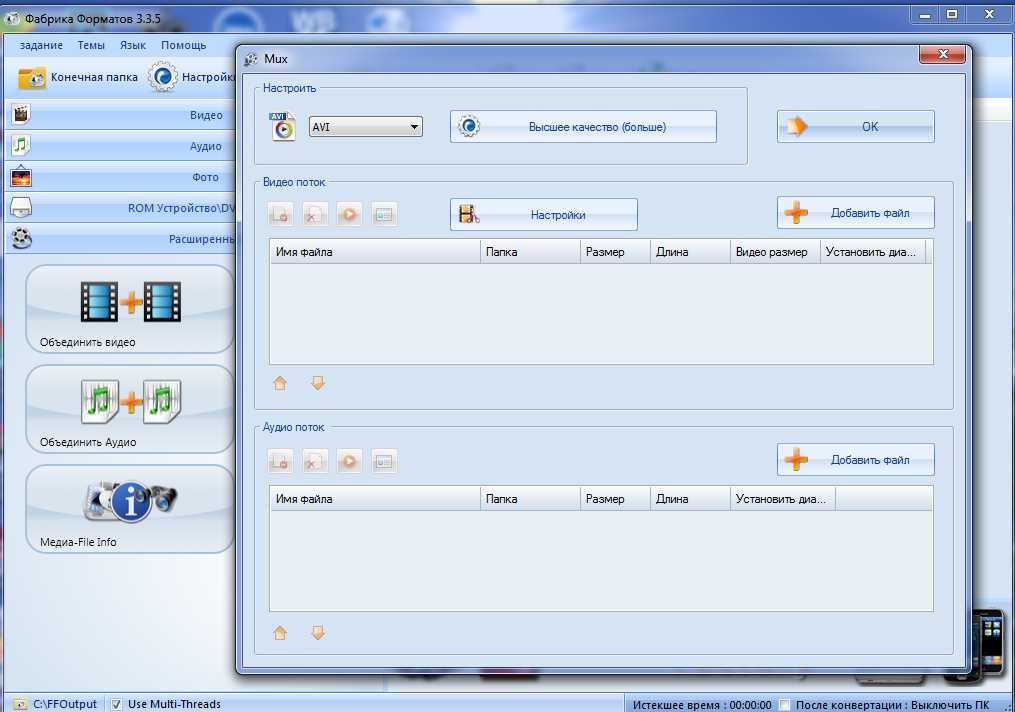 Фабрика Форматов 3.3.5
задание Темы Язык Помощь
Конечная папка Настройки
Видео
Аудио
Фото
ROM Устройство\DV
Расширенны
Объединить видео
Объединить Аудио
Медиа-File Info
Mux
Настроить
AVI
AVI
Высшее качество (больше)
OK
Видео поток
Настройки
Добавить файл
Имя файла Папка Размер Длина Видео размер Установить диа...
Аудио поток
Добавить файл
Имя файла Папка Размер Длина Установить диа...
C:\FFOutput Use Multi-Threads
Истекшее время : 00:00:00 После конвертации : Выключить ПК